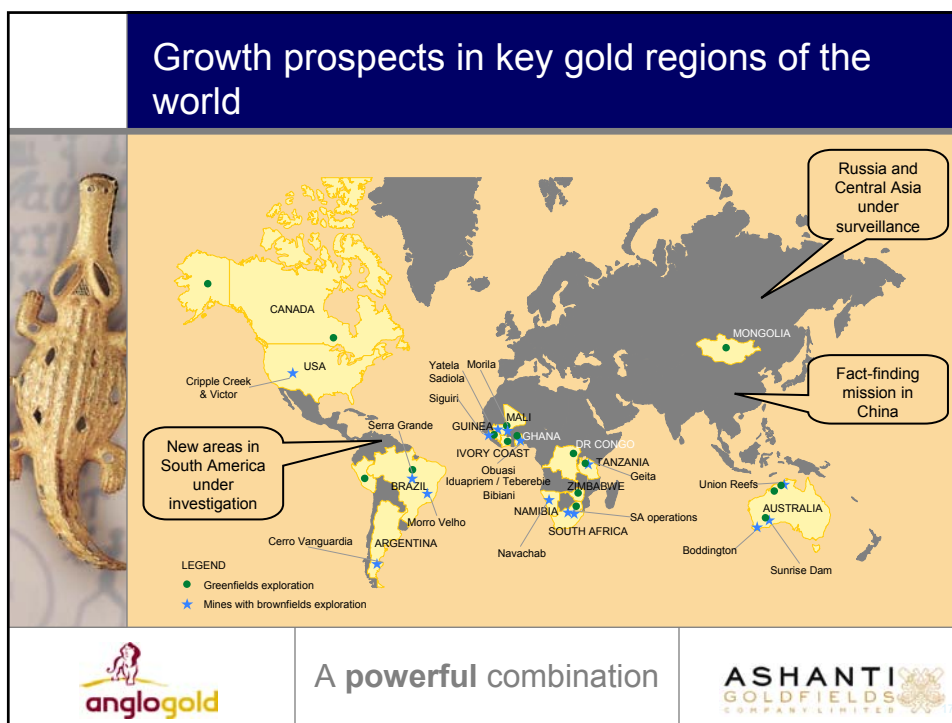 Growth prospects in key gold regions of the
world
Russia and
Central Asia
under
surveillance
CANADA
MONGOLIA
USA
Cripple Creek
& Victor
Yatela
Morila
Sadiola
Siguiri
MALI
GUINEA
GHANA
IVORY COAST
Fact-finding
mission in
China
New areas in
South America
under
investigation
Serra Grande
BRAZIL
Morro Velho
Obuasi
Iduapriem / Teberebie
Bibiani
DR CONGO
TANZANIA
Geita
ZIMBABWE
NAMIBIA
SA operations
SOUTH AFRICA
Navachab
Union Reefs
AUSTRALIA
Boddington
Sunrise Dam
Cerro Vanguardia
ARGENTINA
LEGEND
Greenfields exploration
Mines with brownfields exploration
anglogold
A powerful combination
ASHANTI
GOLDFIELDS
COMPANY LIMITED